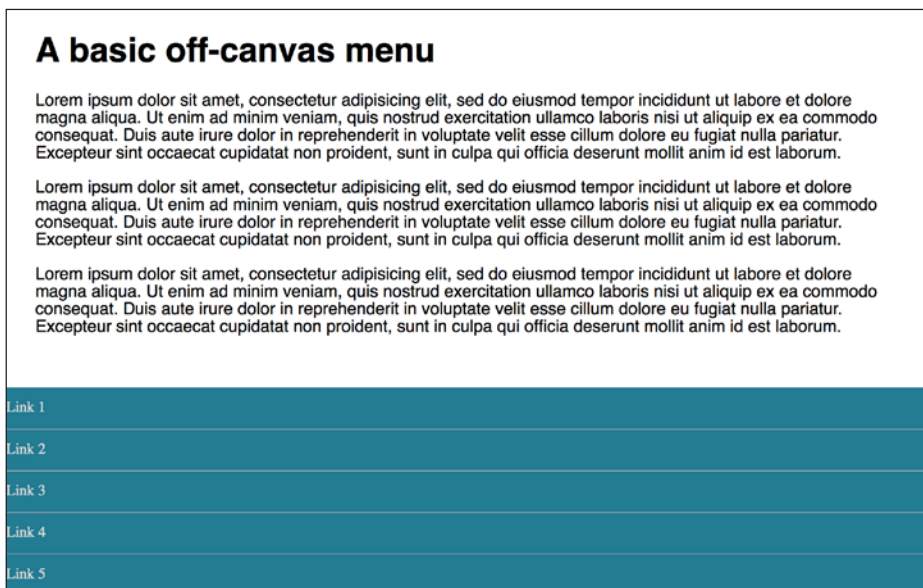 A basic off-canvas menu
Lorem ipsum dolor sit amet, consectetur adipisicing elit, sed do eiusmod tempor incididunt ut labore et dolore
magna aliqua. Ut enim ad minim veniam, quis nostrud exercitation ullamco laboris nisi ut aliquip ex ea commodo
consequat. Duis aute irure dolor in reprehenderit in voluptate velit esse cillum dolore eu fugiat nulla pariatur.
Excepteur sint occaecat cupidatat non proident, sunt in culpa qui officia deserunt mollit anim id est laborum.
Lorem ipsum dolor sit amet, consectetur adipisicing elit, sed do eiusmod tempor incididunt ut labore et dolore
magna aliqua. Ut enim ad minim veniam, quis nostrud exercitation ullamco laboris nisi ut aliquip ex ea commodo
consequat. Duis aute irure dolor in reprehenderit in voluptate velit esse cillum dolore eu fugiat nulla pariatur.
Excepteur sint occaecat cupidatat non proident, sunt in culpa qui officia deserunt mollit anim id est laborum.
Lorem ipsum dolor sit amet, consectetur adipisicing elit, sed do eiusmod tempor incididunt ut labore et dolore
magna aliqua. Ut enim ad minim veniam, quis nostrud exercitation ullamco laboris nisi ut aliquip ex ea commodo
consequat. Duis aute irure dolor in reprehenderit in voluptate velit esse cillum dolore eu fugiat nulla pariatur.
Excepteur sint occaecat cupidatat non proident, sunt in culpa qui officia deserunt mollit anim id est laborum.
Link 1
Link 2
Link 3
Link 4
Link 5